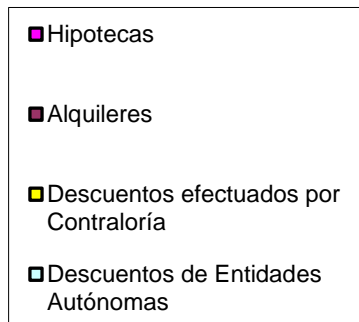 Hipotecas
Alquileres
Descuentos efectuados por
Contraloría
Descuentos de Entidades
Autónomas